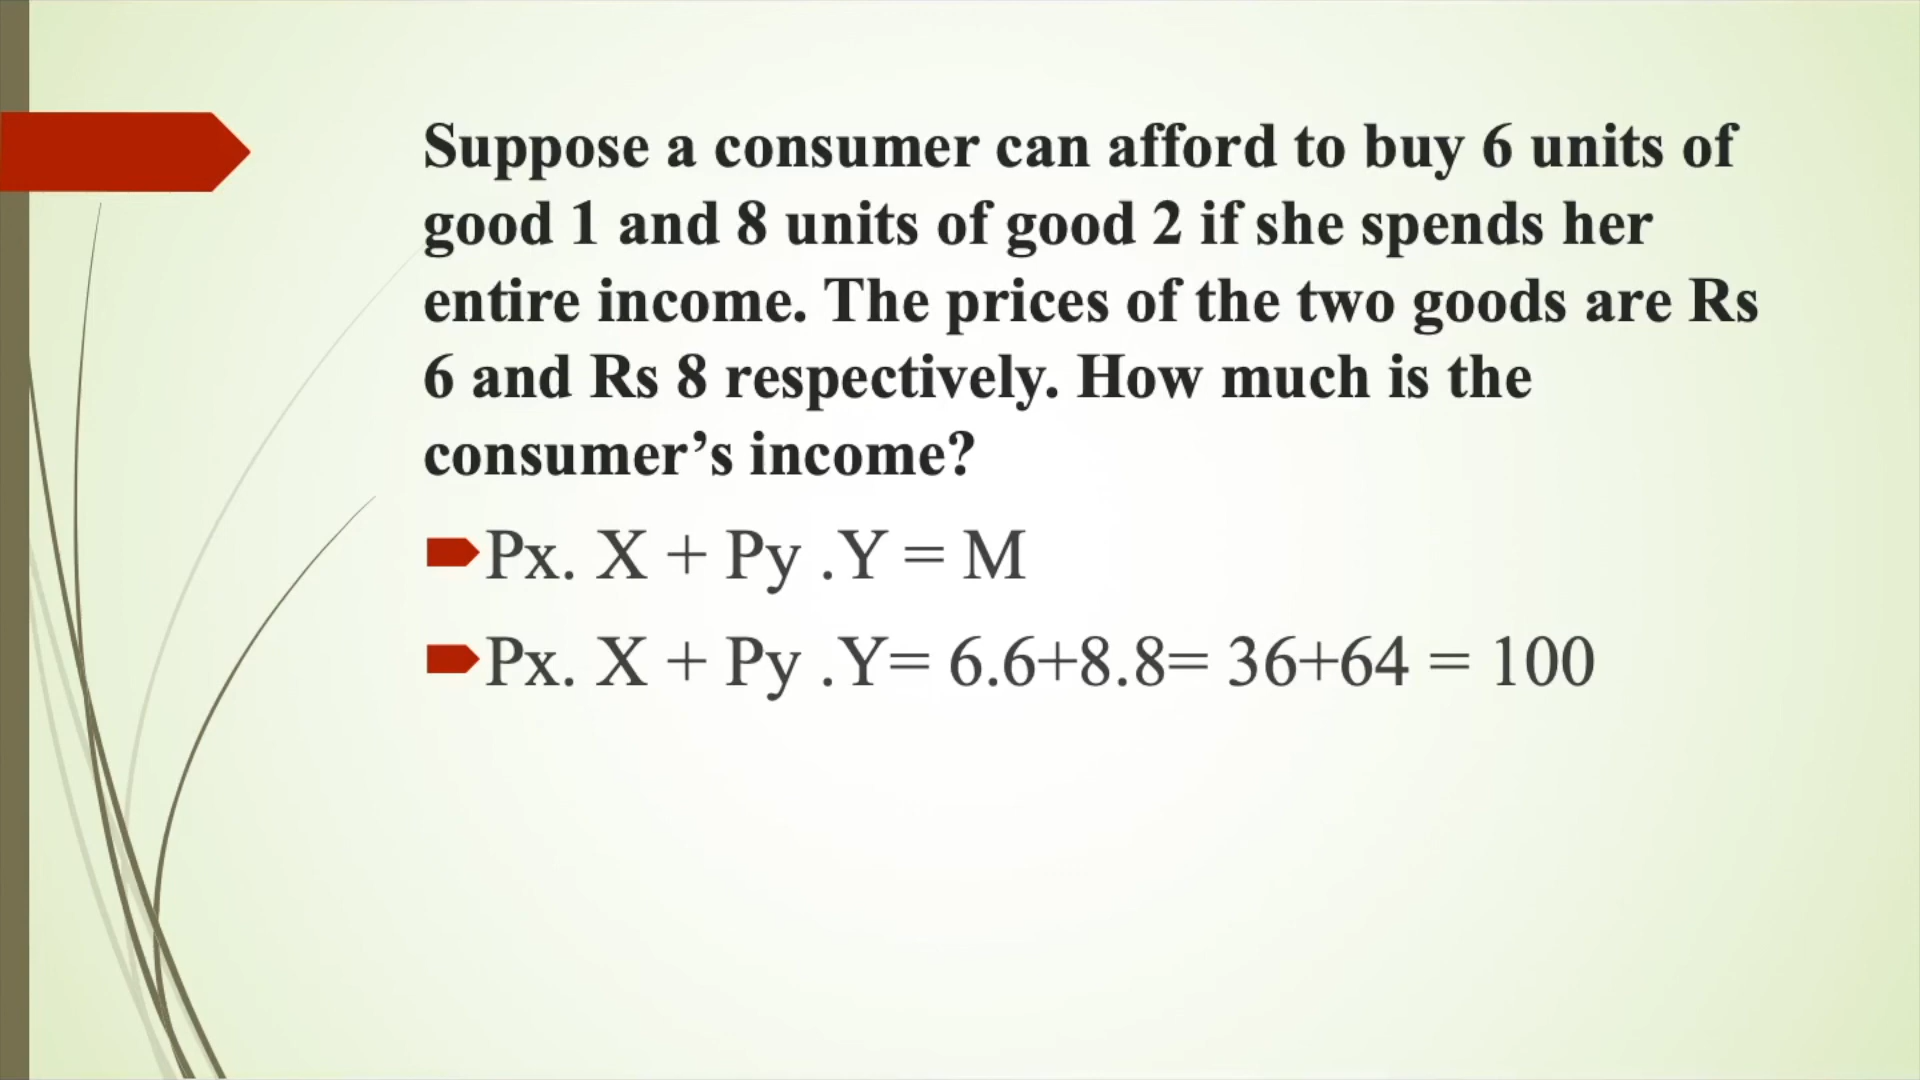 Suppose a consumer can afford to buy 6 units of
good 1 and 8 units of good 2 if she spends her
entire income. The prices of the two goods are Rs
6 and Rs 8 respectively. How much is the
consumer’s income?
Px. X + Py .Y = M
Px. X + Py .Y= 6.6+8.8= 36+64 = 100